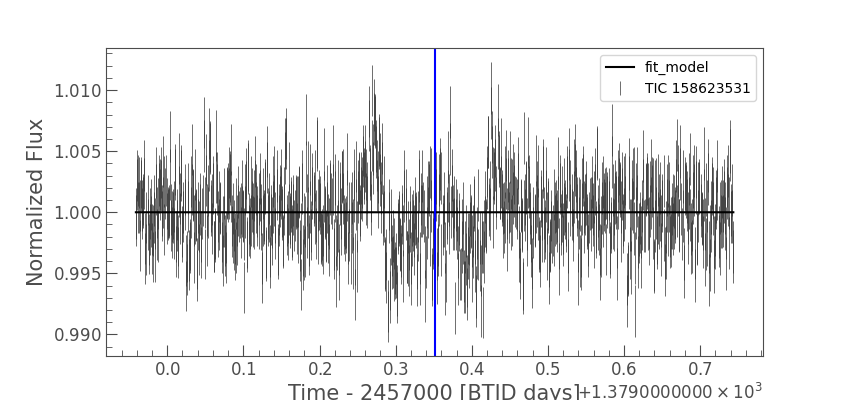 fit_model
TIC 158623531
1.010
1.005
1.000
0.995
0.990
Normalized Flux
0.0 0.1 0.2 0.3 0.4 0.5 0.6 0.7
Time - 2457000 [BTJD days]
+1.3790000000 × 10³